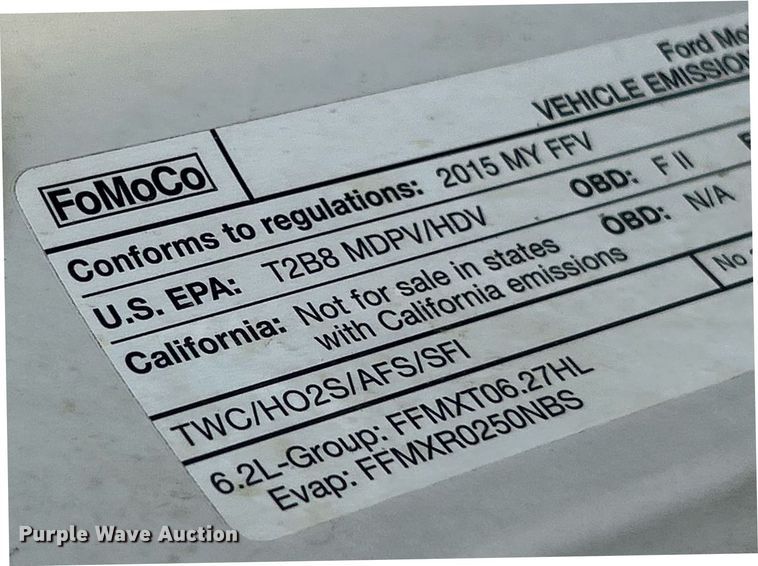 Ford
VEHICLE EMISSION
FoMoCo
Conforms to regulations: 2015 MY FFV
U.S. EPA: T2B8 MDPV/HDV OBD: F II
California: Not for sale in states OBD: N/A
with California emissions
TWC/HO2S/AFS/SFI No
6.2L-Group: FFMXT06.27HL
Evap: FFMXR0250NBS
Purple Wave Auction